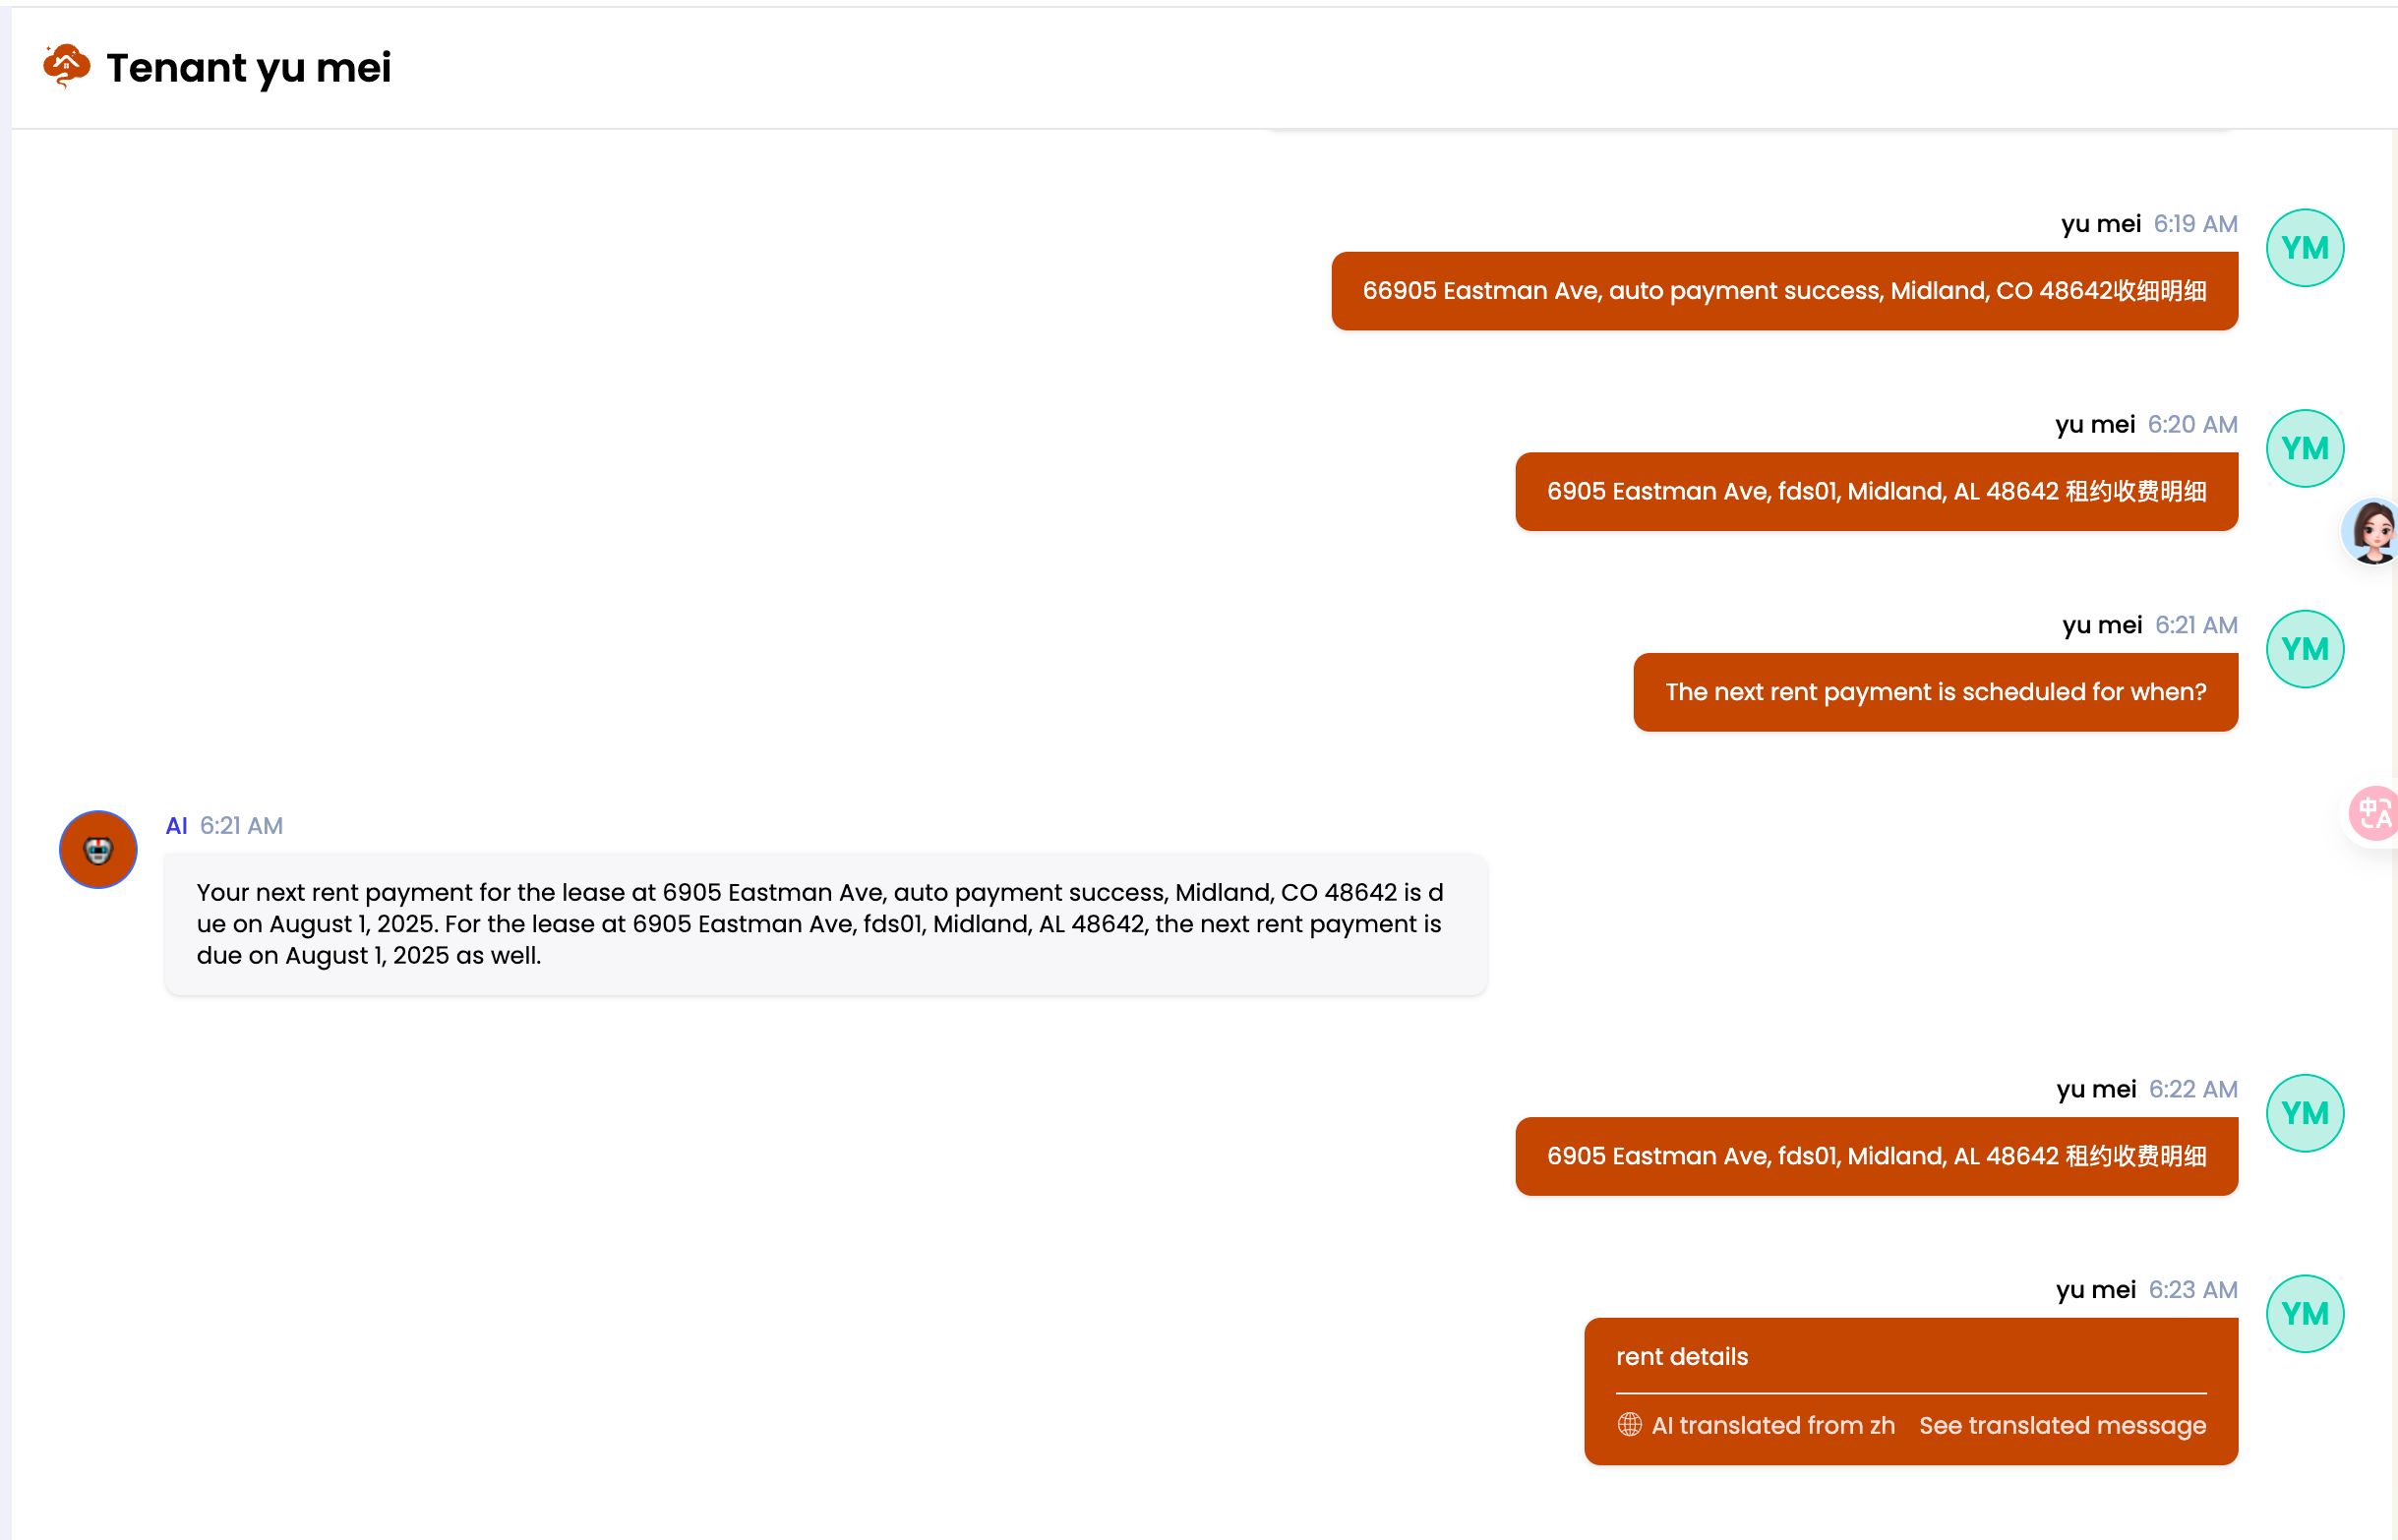 Tenant yu mei
yu mei 6:19 AM
YM
66905 Eastman Ave, auto payment success, Midland, CO 48642收细明细
yu mei 6:20 AM
YM
6905 Eastman Ave, fds01, Midland, AL 48642 租约收费明细
yu mei 6:21 AM
YM
The next rent payment is scheduled for when?
AI 6:21 AM
Your next rent payment for the lease at 6905 Eastman Ave, auto payment success, Midland, CO 48642 is d
ue on August 1, 2025. For the lease at 6905 Eastman Ave, fds01, Midland, AL 48642, the next rent payment is
due on August 1, 2025 as well.
yu mei 6:22 AM
YM
6905 Eastman Ave, fds01, Midland, AL 48642 租约收费明细
yu mei 6:23 AM
YM
rent details
AI translated from zh See translated message
中A